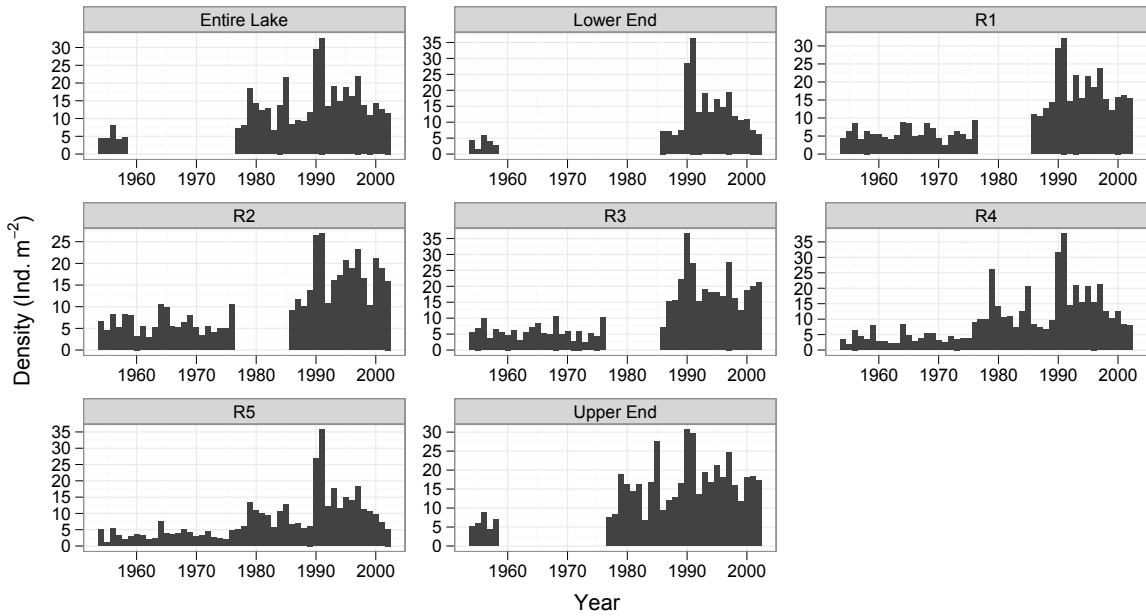 Entire Lake Lower End R1
30 25 20 15 10 5 0
35 30 25 20 15 10 5 0
30 25 20 15 10 5 0
1960 1970 1980 1990 2000 1960 1970 1980 1990 2000 1960 1970 1980 1990 2000
R2 R3 R4
25 20 15 10 5 0
35 30 25 20 15 10 5 0
35 30 25 20 15 10 5 0
1960 1970 1980 1990 2000 1960 1970 1980 1990 2000 1960 1970 1980 1990 2000
R5 Upper End
35 30 25 20 15 10 5 0
30 25 20 15 10 5 0
1960 1970 1980 1990 2000 1960 1970 1980 1990 2000
Density (Ind. m⁻²)
Year